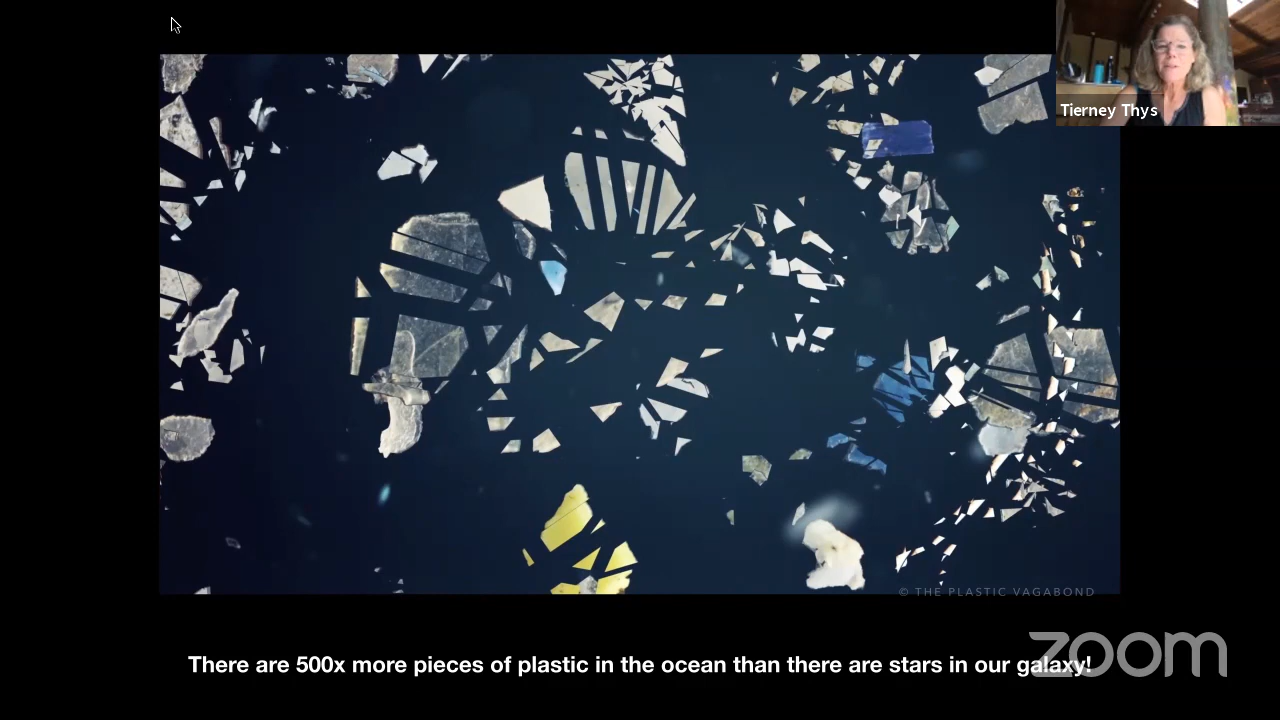 Tierney Thys
© THE PLASTIC VAGABOND
There are 500x more pieces of plastic in the ocean than there are stars in our galaxy!
zoom